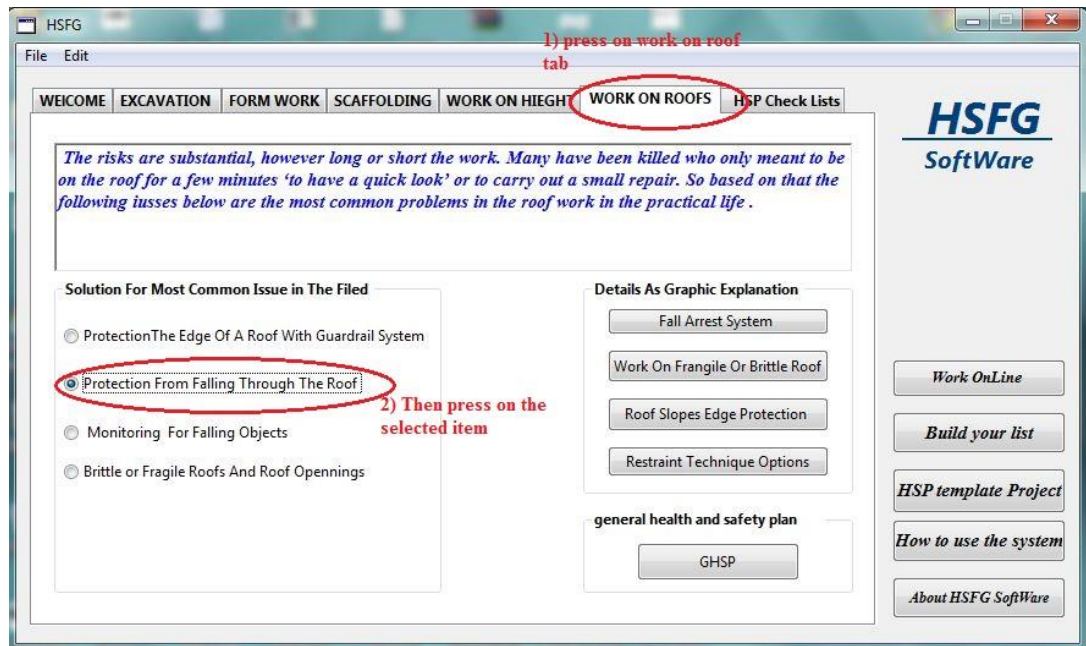 HSFG
1) press on work on roof
tab
File Edit
WEICOME EXCAVATION FORM WORK SCAFFOLDING WORK ON HIEGHT WORK ON ROOFS HSP Check Lists
HSFG
SoftWare
The risks are substantial, however long or short the work. Many have been killed who only meant to be
on the roof for a few minutes ‘to have a quick look’ or to carry out a small repair. So based on that the
following iusses below are the most common problems in the roof work in the practical life .
Solution For Most Common Issue in The Filed
ProtectionThe Edge Of A Roof With Guardrail System
Protection From Falling Through The Roof
2) Then press on the
selected item
Monitoring For Falling Objects
Brittle or Fragile Roofs And Roof Opennings
Details As Graphic Explanation
Fall Arrest System
Work On Frangile Or Brittle Roof
Roof Slopes Edge Protection
Restraint Technique Options
general health and safety plan
GHSP
Work OnLine
Build your list
HSP template Project
How to use the system
About HSFG SoftWare